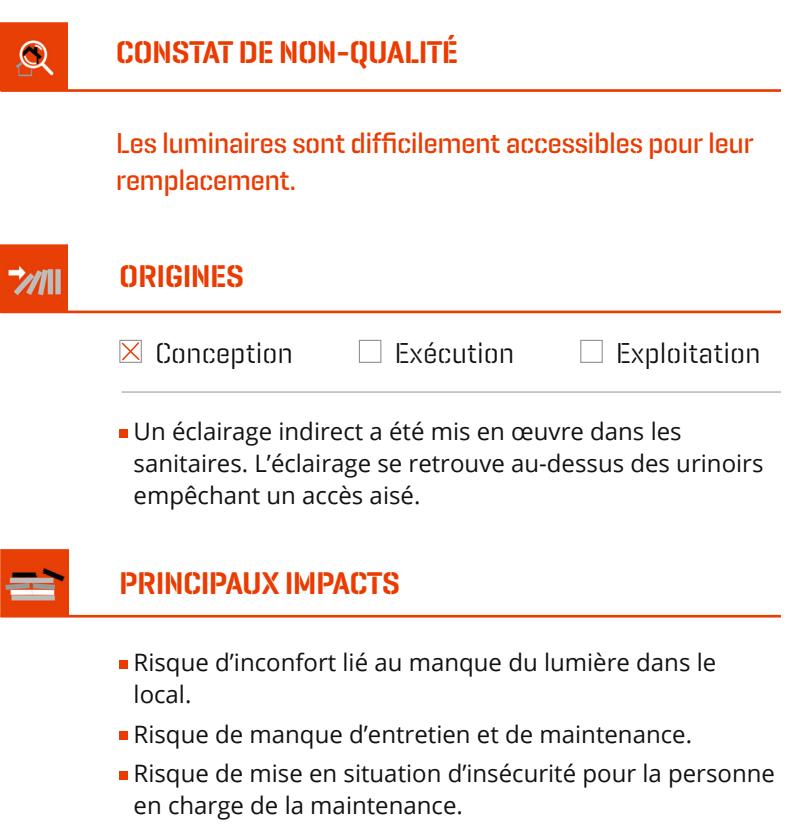 CONSTAT DE NON-QUALITÉ
Les luminaires sont difficilement accessibles pour leur
remplacement.
ORIGINES
Conception Exécution Exploitation
Un éclairage indirect a été mis en œuvre dans les
sanitaires. L’éclairage se retrouve au-dessus des urinoirs
empêchant un accès aisé.
PRINCIPAUX IMPACTS
Risque d’inconfort lié au manque du lumière dans le
local.
Risque de manque d’entretien et de maintenance.
Risque de mise en situation d’insécurité pour la personne
en charge de la maintenance.